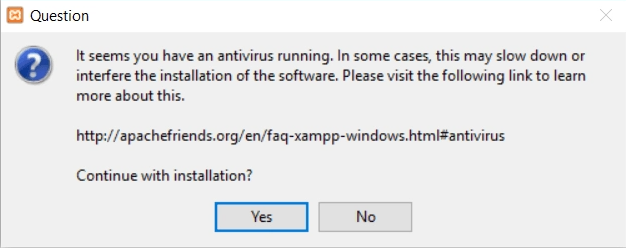 Question
It seems you have an antivirus running. In some cases, this may slow down or
interfere the installation of the software. Please visit the following link to learn
more about this.
http://apachefriends.org/en/faq-xampp-windows.html#antivirus
Continue with installation?
Yes
No